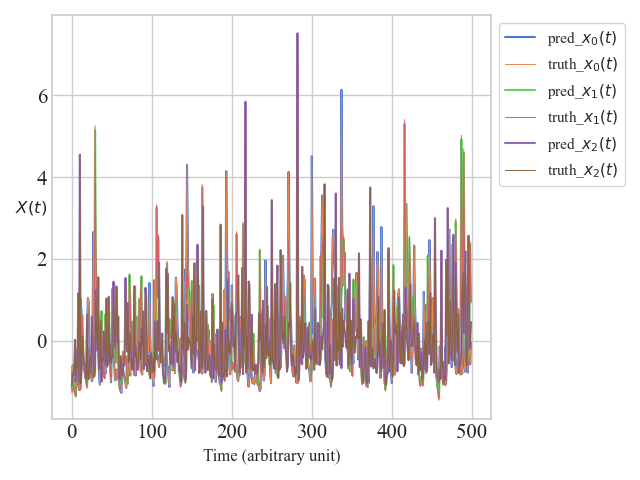 6
4
2
0
X(t)
0
100
200
300
400
500
Time (arbitrary unit)
pred_x₀(t)
truth_x₀(t)
pred_x₁(t)
truth_x₁(t)
pred_x₂(t)
truth_x₂(t)